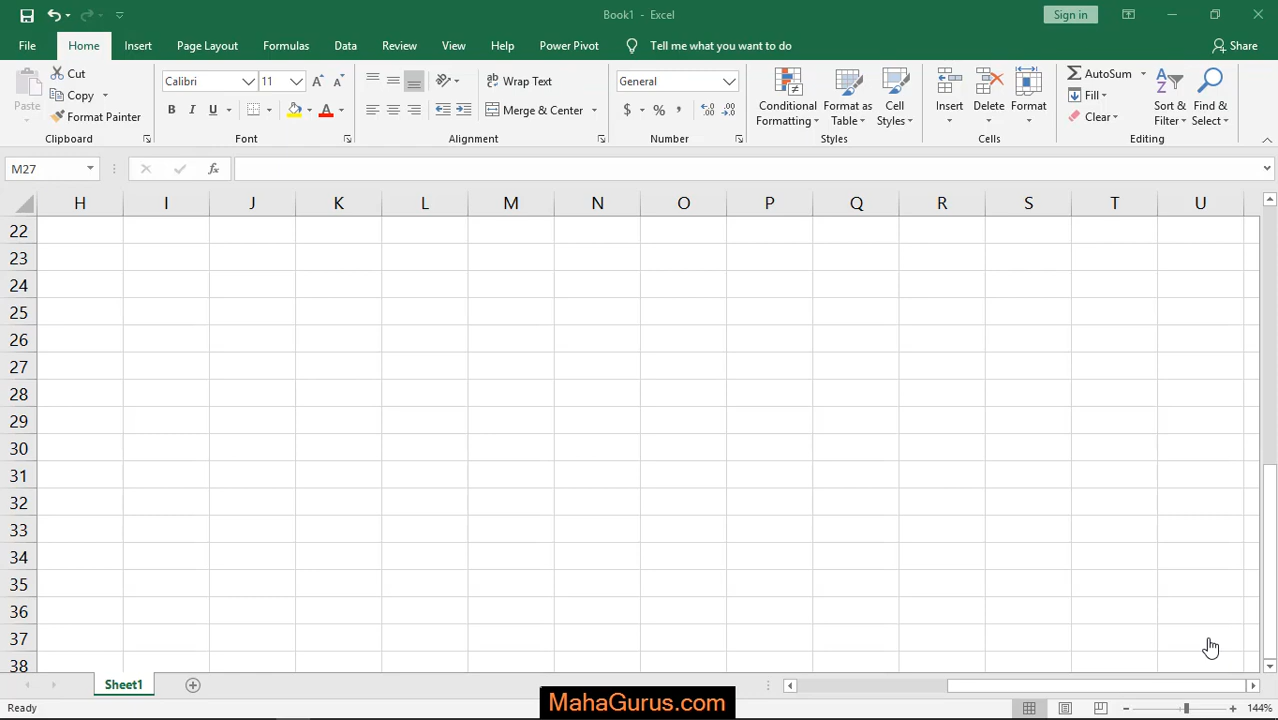 Book1 - Excel
Sign in
File Home Insert Page Layout Formulas Data Review View Help Power Pivot Tell me what you want to do Share
Paste
Cut
Copy
Format Painter
Clipboard
Calibri 11
B I U
A
Font
ab Wrap Text
Merge & Center
Alignment
General
$ % ,
Number
Conditional Formatting
Format as Table
Cell Styles
Styles
Insert Delete Format
Cells
AutoSum
Fill
Clear
Sort & Filter
Find & Select
Editing
M27 fx
H I J K L M N O P Q R S T U
22
23
24
25
26
27
28
29
30
31
32
33
34
35
36
37
38
Sheet1
MahaGurus.com
Ready 144%